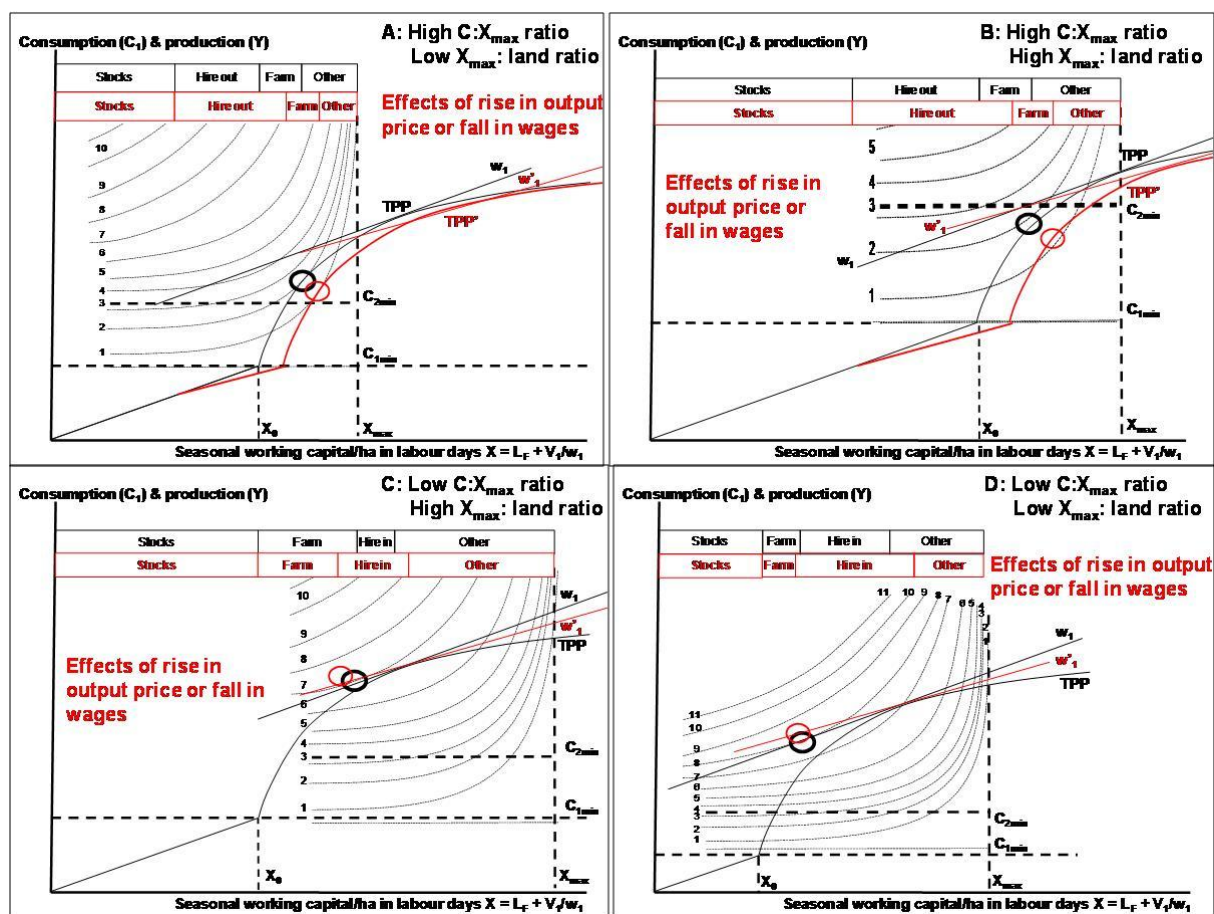 A: High C:Xmax ratio
Low Xmax: land ratio
Consumption (C1) & production (Y)
Stocks Hire out Farm Other
Stocks Hire out Farm Other
Effects of rise in output
price or fall in wages
10
9
8
7
6
5
4
3
2
1
w1
w'1
TPP
TPP'
C2min
C1min
X0
Xmax
Seasonal working capital/ha in labour days X = LF + V1/w1
B: High C:Xmax ratio
High Xmax: land ratio
Consumption (C1) & production (Y)
Stocks Hire out Farm Other
Stocks Hire out Farm Other
Effects of rise in
output price or
fall in wages
5
4
3
2
1
TPP
TPP'
w'1
w1
C2min
C1min
X0
Xmax
Seasonal working capital/ha in labour days X = LF + V1/w1
C: Low C:Xmax ratio
High Xmax: land ratio
Consumption (C1) & production (Y)
Stocks Farm Hire in Other
Stocks Farm Hire in Other
Effects of rise in
output price or fall in
wages
10
9
8
7
6
5
4
3
2
1
w1
w'1
TPP
C2min
C1min
X0
Xmax
Seasonal working capital/ha in labour days X = LF + V1/w1
D: Low C:Xmax ratio
Low Xmax: land ratio
Consumption (C1) & production (Y)
Stocks Farm Hire in Other
Stocks Farm Hire in Other
Effects of rise in output
price or fall in wages
11 10 9 8 7 6 5 4 3 2 1
11
10
9
8
7
6
5
4
3
2
1
w1
w'1
TPP
C2min
C1min
X0
Xmax
Seasonal working capital/ha in labour days X = LF + V1/w1